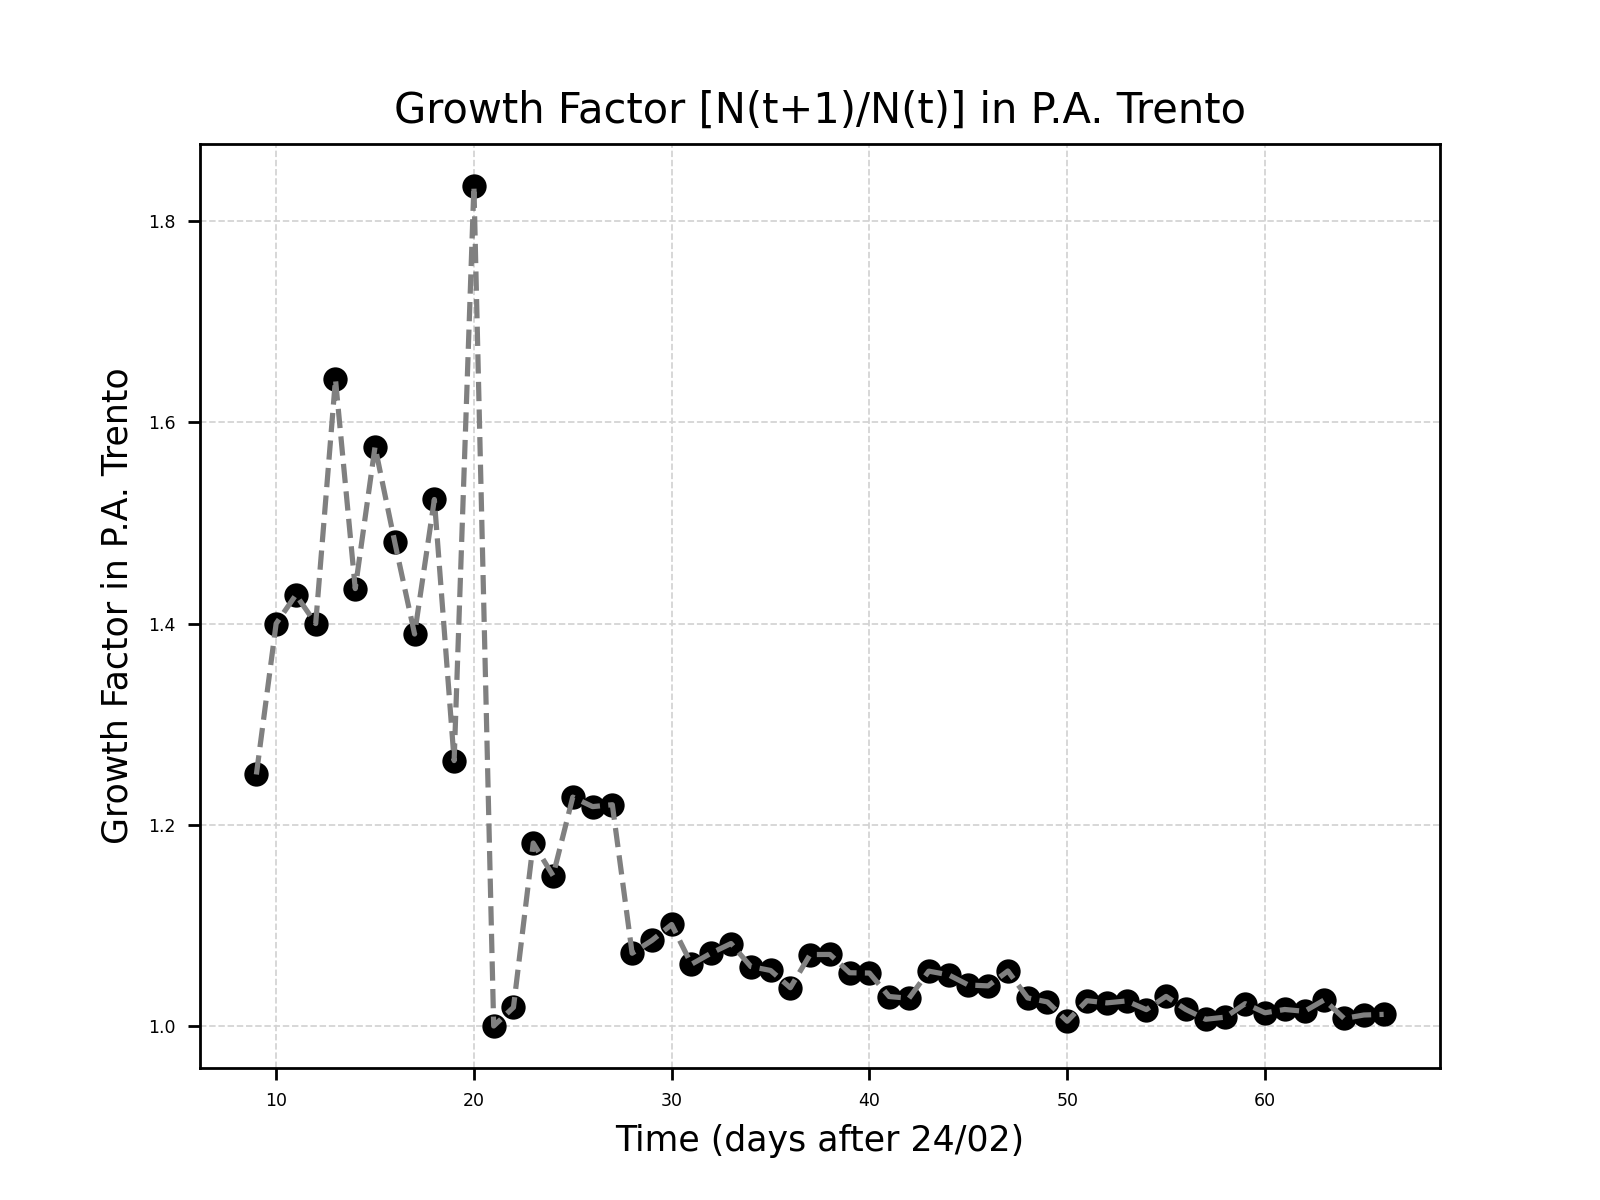 Growth Factor [N(t+1)/N(t)] in P.A. Trento
Growth Factor in P.A. Trento
1.8
1.6
1.4
1.2
1.0
10 20 30 40 50 60
Time (days after 24/02)